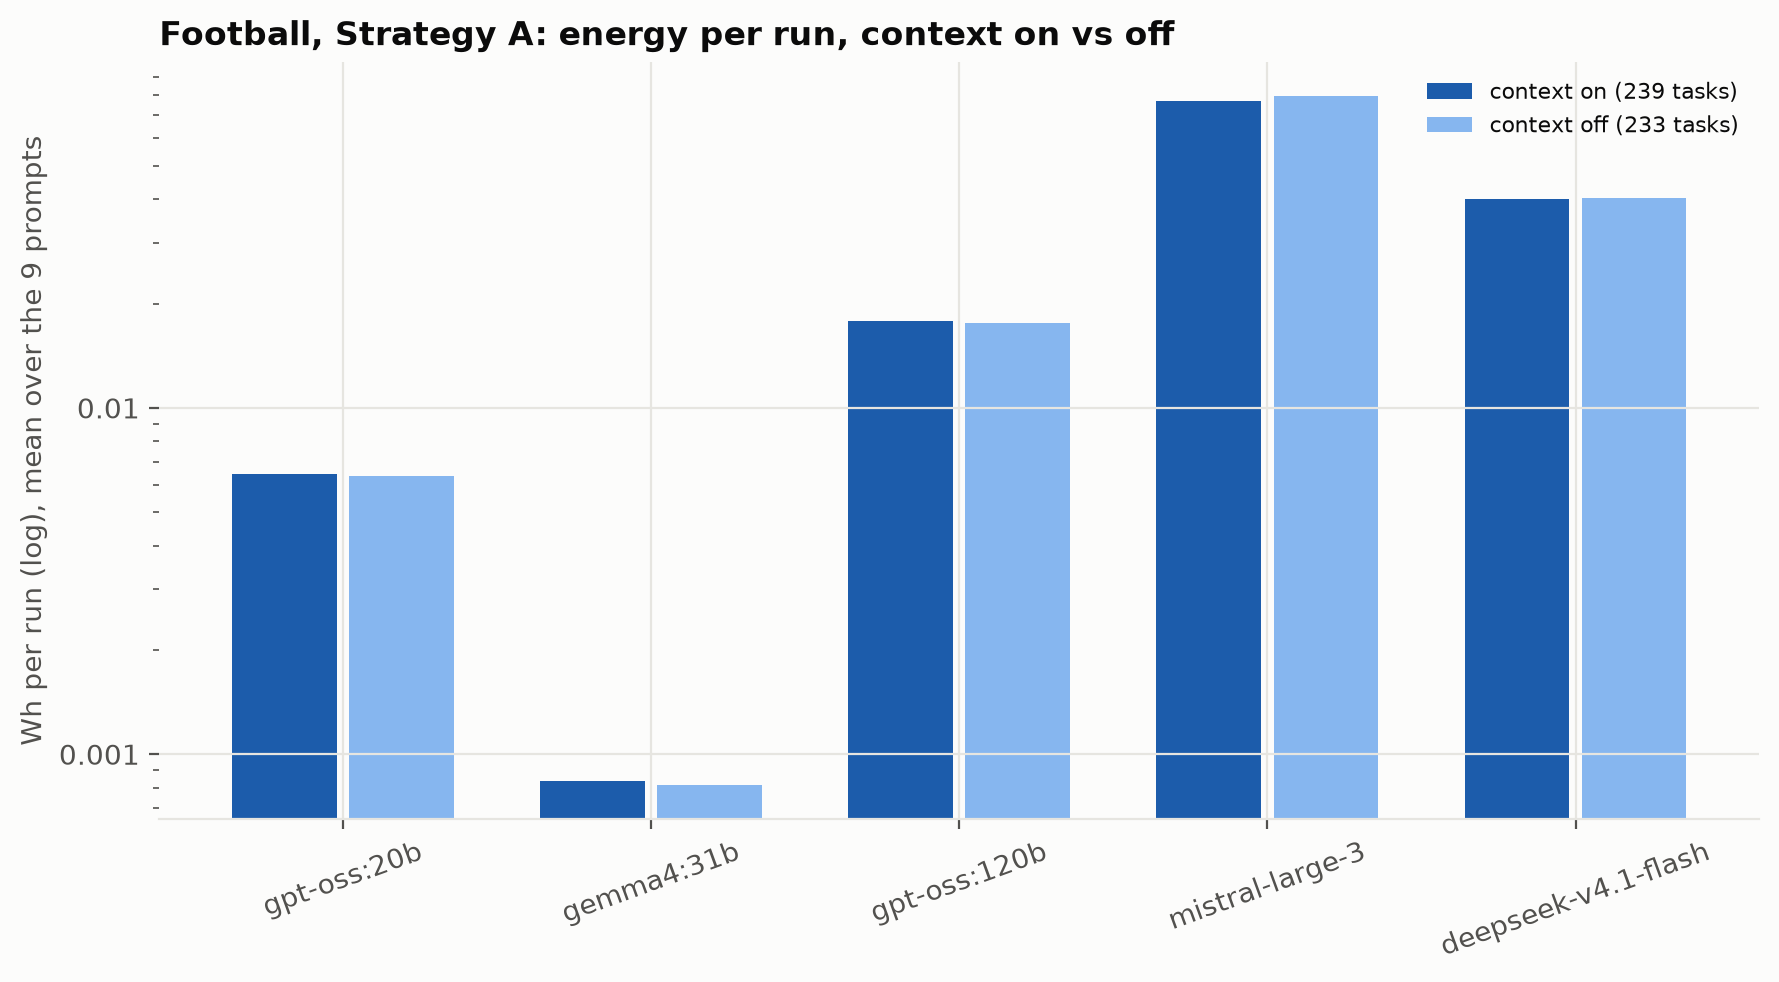 Football, Strategy A: energy per run, context on vs off
context on (239 tasks)
context off (233 tasks)
Wh per run (log), mean over the 9 prompts
0.01
0.001
gpt-oss:20b
gemma4:31b
gpt-oss:120b
mistral-large-3
deepseek-v4.1-flash